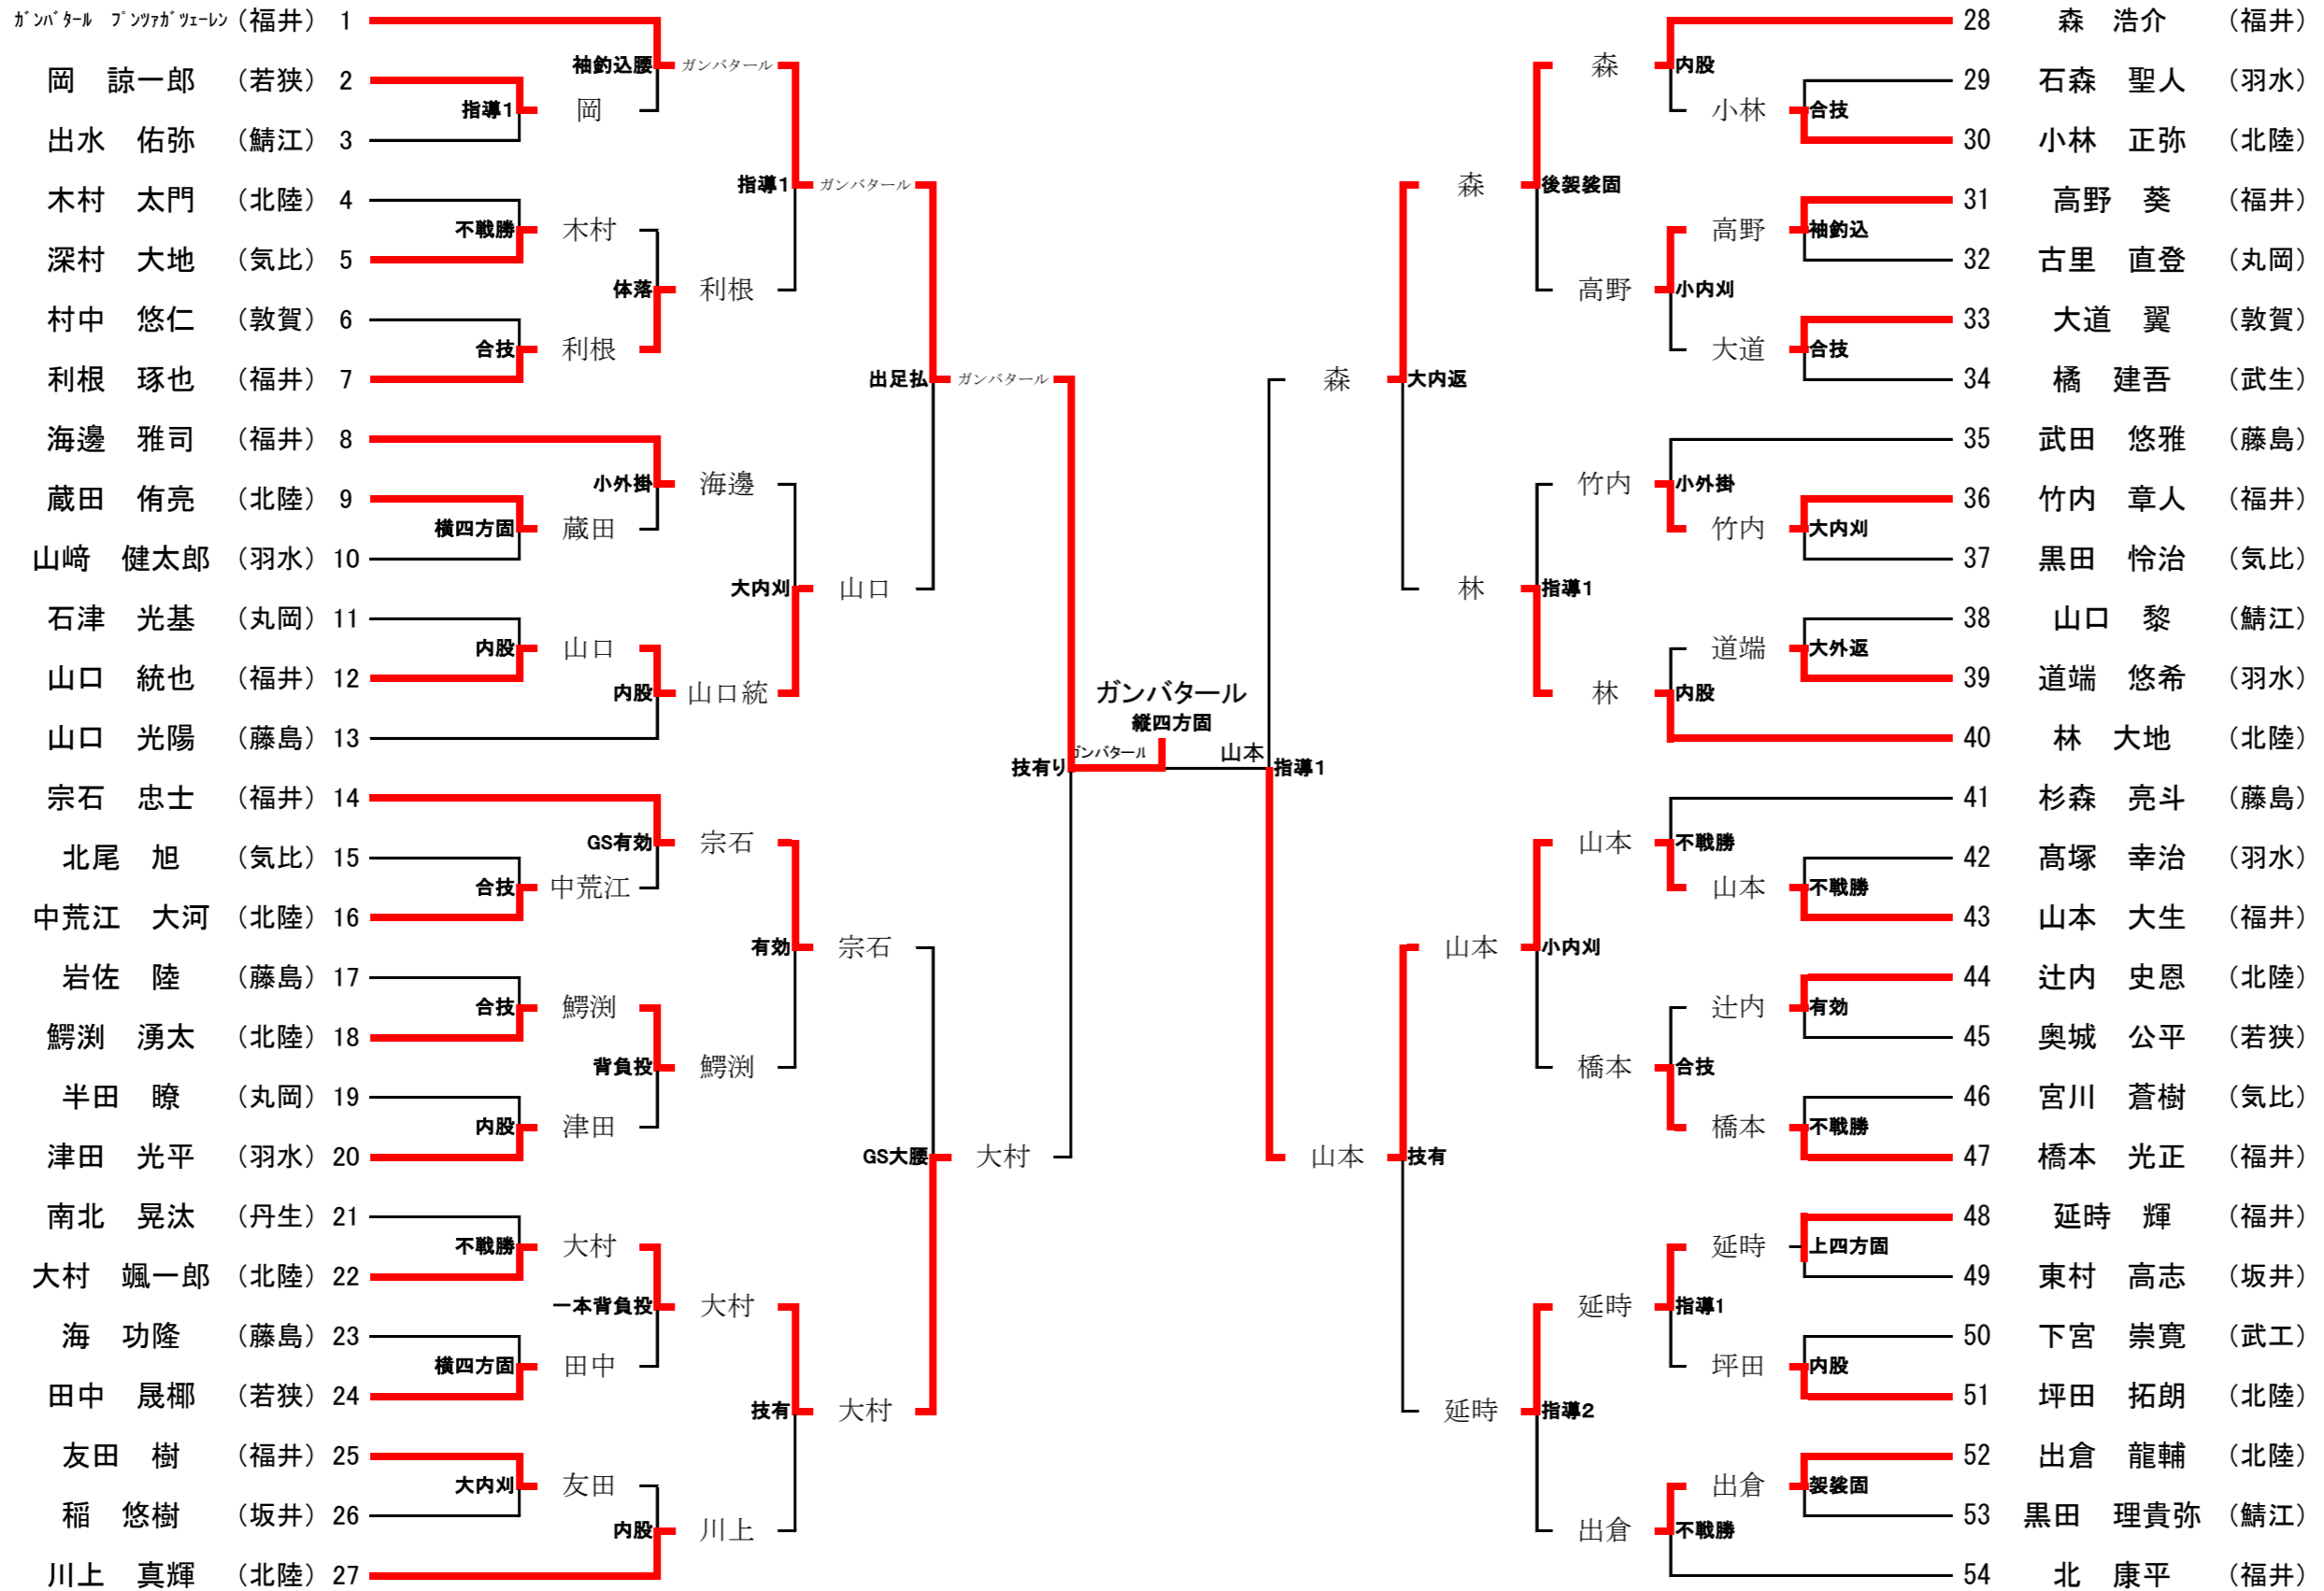 ｶﾞﾝﾊﾞﾀｰﾙ ﾌﾟﾝﾂｧｶﾞﾂｪｰﾚﾝ （福井） 1
岡 諒一郎 （若狭） 2
出水 佑弥 （鯖江） 3
木村 太門 （北陸） 4
深村 大地 （気比） 5
村中 悠仁 （敦賀） 6
利根 琢也 （福井） 7
海邊 雅司 （福井） 8
蔵田 侑亮 （北陸） 9
山﨑 健太郎 （羽水） 10
石津 光基 （丸岡） 11
山口 統也 （福井） 12
山口 光陽 （藤島） 13
宗石 忠士 （福井） 14
北尾 旭 （気比） 15
中荒江 大河 （北陸） 16
岩佐 陸 （藤島） 17
鰐渕 湧太 （北陸） 18
半田 瞭 （丸岡） 19
津田 光平 （羽水） 20
南北 晃汰 （丹生） 21
大村 颯一郎 （北陸） 22
海 功隆 （藤島） 23
田中 晟梛 （若狭） 24
友田 樹 （福井） 25
稲 悠樹 （坂井） 26
川上 真輝 （北陸） 27
指導1 岡
不戦勝 木村
合技 利根
横四方固 蔵田
内股 山口
合技 中荒江
合技 鰐渕
内股 津田
不戦勝 大村
横四方固 田中
大内刈 友田
袖釣込腰 ガンバタール
体落 利根
小外掛 海邊
内股 山口統
GS有効 宗石
背負投 鰐渕
一本背負投 大村
内股 川上
指導1 ガンバタール
大内刈 山口
有効 宗石
技有 大村
出足払 ガンバタール
GS大腰 大村
技有り ガンバタール
ガンバタール
縦四方固
山本 指導1
森 大内返
山本 技有
森 後袈裟固
林 指導1
山本 小内刈
延時 指導2
森 内股
高野 小内刈
竹内 小外掛
林 内股
山本 不戦勝
橋本 合技
延時 指導1
出倉 不戦勝
小林 合技
高野 袖釣込
大道 合技
竹内 大内刈
道端 大外返
山本 不戦勝
辻内 有効
橋本 不戦勝
延時 上四方固
坪田 内股
出倉 袈裟固
28 森 浩介 （福井）
29 石森 聖人 （羽水）
30 小林 正弥 （北陸）
31 高野 葵 （福井）
32 古里 直登 （丸岡）
33 大道 翼 （敦賀）
34 橘 建吾 （武生）
35 武田 悠雅 （藤島）
36 竹内 章人 （福井）
37 黒田 怜治 （気比）
38 山口 黎 （鯖江）
39 道端 悠希 （羽水）
40 林 大地 （北陸）
41 杉森 亮斗 （藤島）
42 髙塚 幸治 （羽水）
43 山本 大生 （福井）
44 辻内 史恩 （北陸）
45 奥城 公平 （若狭）
46 宮川 蒼樹 （気比）
47 橋本 光正 （福井）
48 延時 輝 （福井）
49 東村 高志 （坂井）
50 下宮 崇寛 （武工）
51 坪田 拓朗 （北陸）
52 出倉 龍輔 （北陸）
53 黒田 理貴弥 （鯖江）
54 北 康平 （福井）